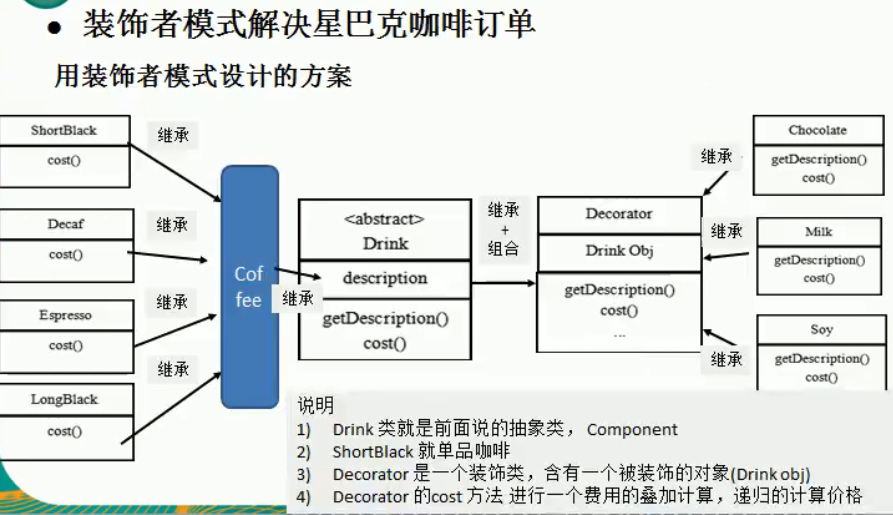 装饰者模式解决星巴克咖啡订单
用装饰者模式设计的方案
ShortBlack
cost()
继承
Decaf
cost()
继承
Espresso
cost()
继承
LongBlack
cost()
继承
Cof
fee
继承
<abstract>
Drink
description
getDescription()
cost()
继承
+
组合
Decorator
Drink Obj
getDescription()
cost()
...
继承
Chocolate
getDescription()
cost()
继承
Milk
getDescription()
cost()
继承
Soy
getDescription()
cost()
说明
1) Drink 类就是前面说的抽象类， Component
2) ShortBlack 就单品咖啡
3) Decorator 是一个装饰类，含有一个被装饰的对象(Drink obj)
4) Decorator 的cost 方法 进行一个费用的叠加计算，递归的计算价格